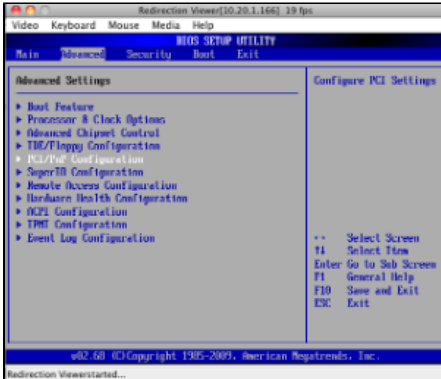 Redirection Viewer[10.20.1.166] 19 fps
Video Keyboard Mouse Media Help
BIOS SETUP UTILITY
Main Advanced Security Boot Exit
Advanced Settings
Configure PCI Settings
Boot Feature
Processor & Clock Options
Advanced Chipset Control
IDE/Floppy Configuration
PCI/PnP Configuration
SuperIO Configuration
Remote Access Configuration
Hardware Health Configuration
ACPI Configuration
IPMI Configuration
Event Log Configuration
Select Screen
↑↓ Select Item
Enter Go to Sub Screen
F1 General Help
F10 Save and Exit
ESC Exit
v02.68 (C)Copyright 1985-2009, American Megatrends, Inc.
Redirection Viewerstarted...